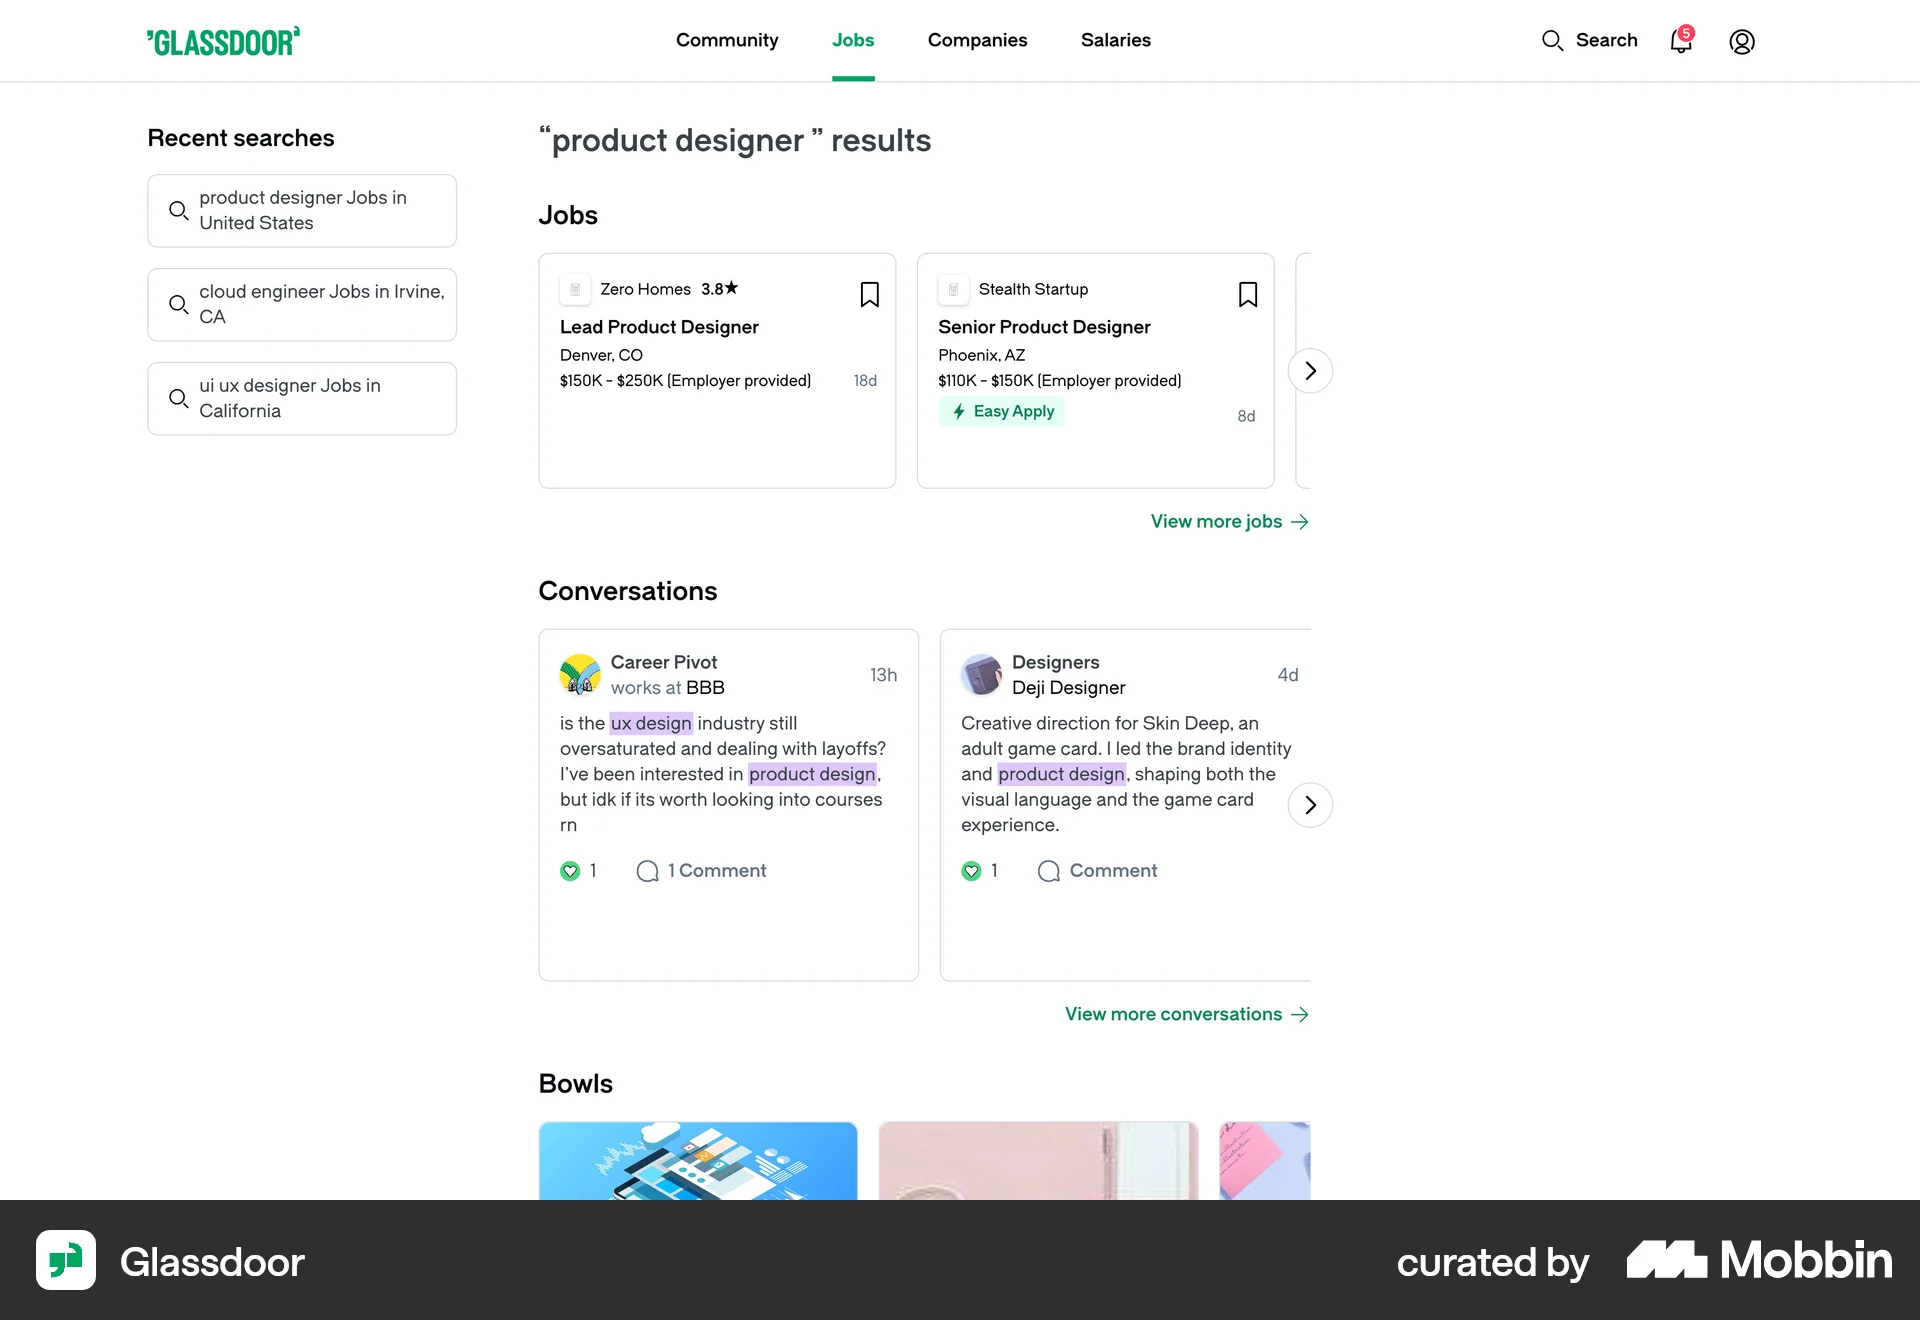 GLASSDOOR
Community
Jobs
Companies
Salaries
Search
5
Recent searches
product designer Jobs in
United States
cloud engineer Jobs in Irvine,
CA
ui ux designer Jobs in
California
“product designer ” results
Jobs
Zero Homes 3.8★
Lead Product Designer
Denver, CO
$150K - $250K (Employer provided)
18d
Stealth Startup
Senior Product Designer
Phoenix, AZ
$110K - $150K (Employer provided)
Easy Apply
8d
View more jobs
Conversations
Career Pivot
works at BBB
13h
is the ux design industry still
oversaturated and dealing with layoffs?
I’ve been interested in product design,
but idk if its worth looking into courses
rn
1
1 Comment
Designers
Deji Designer
4d
Creative direction for Skin Deep, an
adult game card. I led the brand identity
and product design, shaping both the
visual language and the game card
experience.
1
Comment
View more conversations
Bowls
Glassdoor
curated by
Mobbin